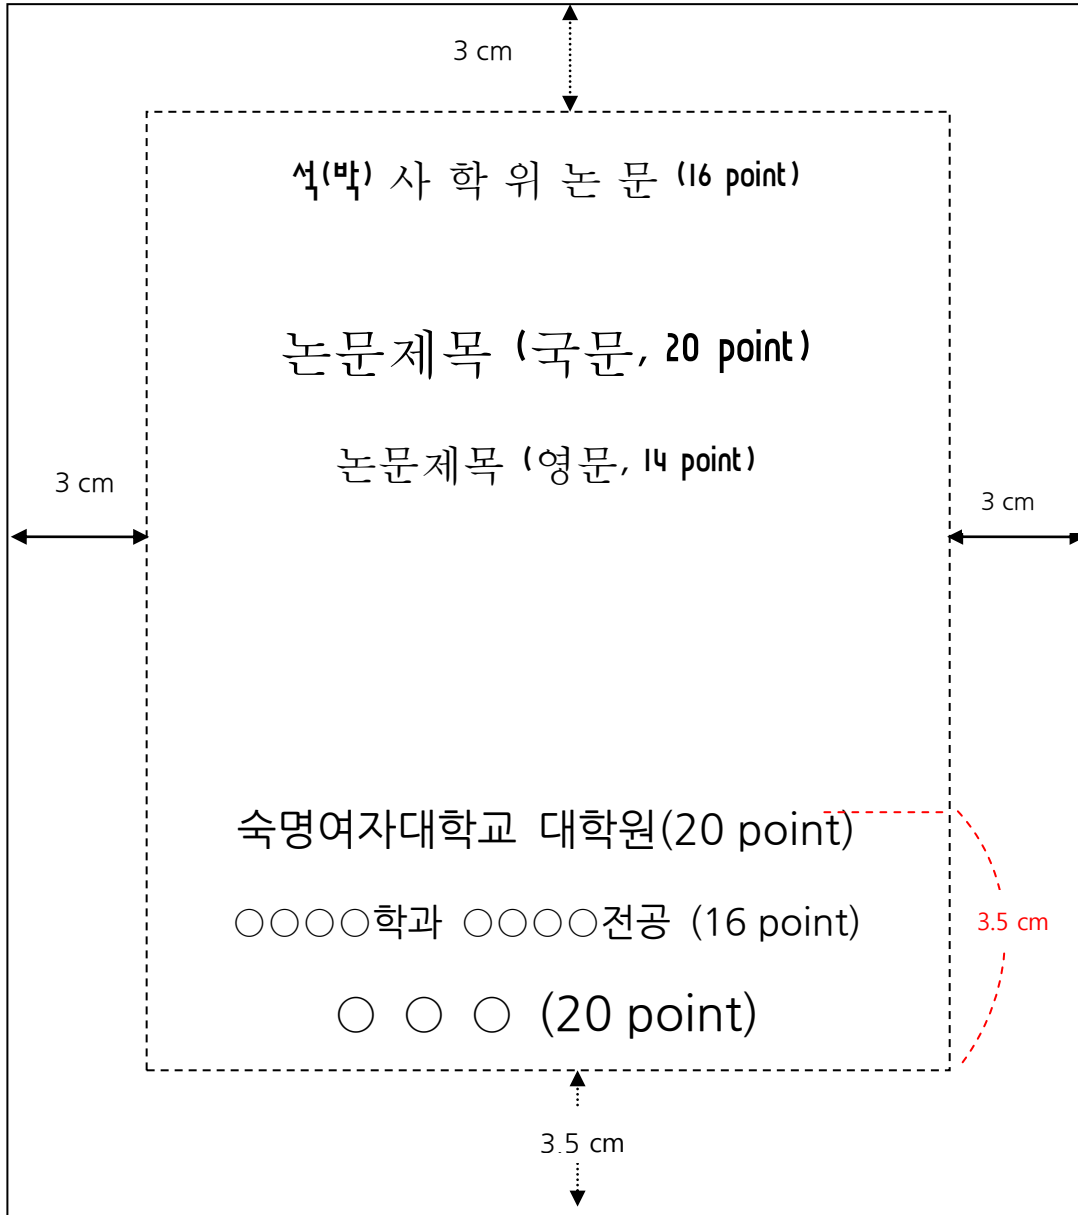 3 cm
석(박) 사 학 위 논 문 (16 point)
논문제목 (국문, 20 point)
논문제목 (영문, 14 point)
3 cm
3 cm
숙명여자대학교 대학원(20 point)
○○○○학과 ○○○○전공 (16 point)
3.5 cm
○ ○ ○ (20 point)
3.5 cm